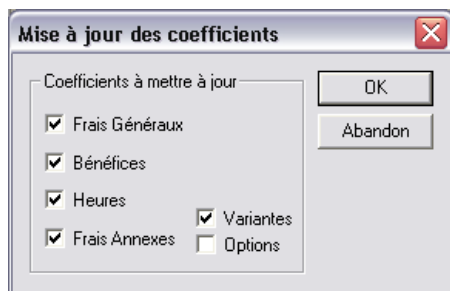 Mise à jour des coefficients
Coefficients à mettre à jour
Frais Généraux
Bénéfices
Heures
Frais Annexes
Variantes
Options
OK
Abandon